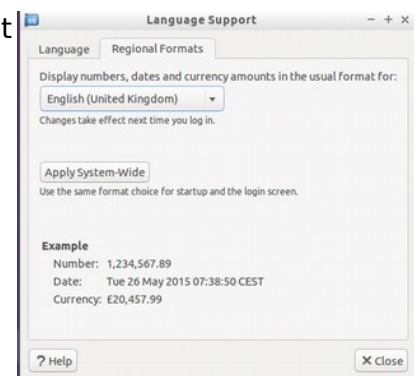 t
Language Support
Language Regional Formats
Display numbers, dates and currency amounts in the usual format for:
English (United Kingdom)
Changes take effect next time you log in.
Apply System-Wide
Use the same format choice for startup and the login screen.
Example
Number: 1,234,567.89
Date: Tue 26 May 2015 07:38:50 CEST
Currency: £20,457.99
? Help
Close